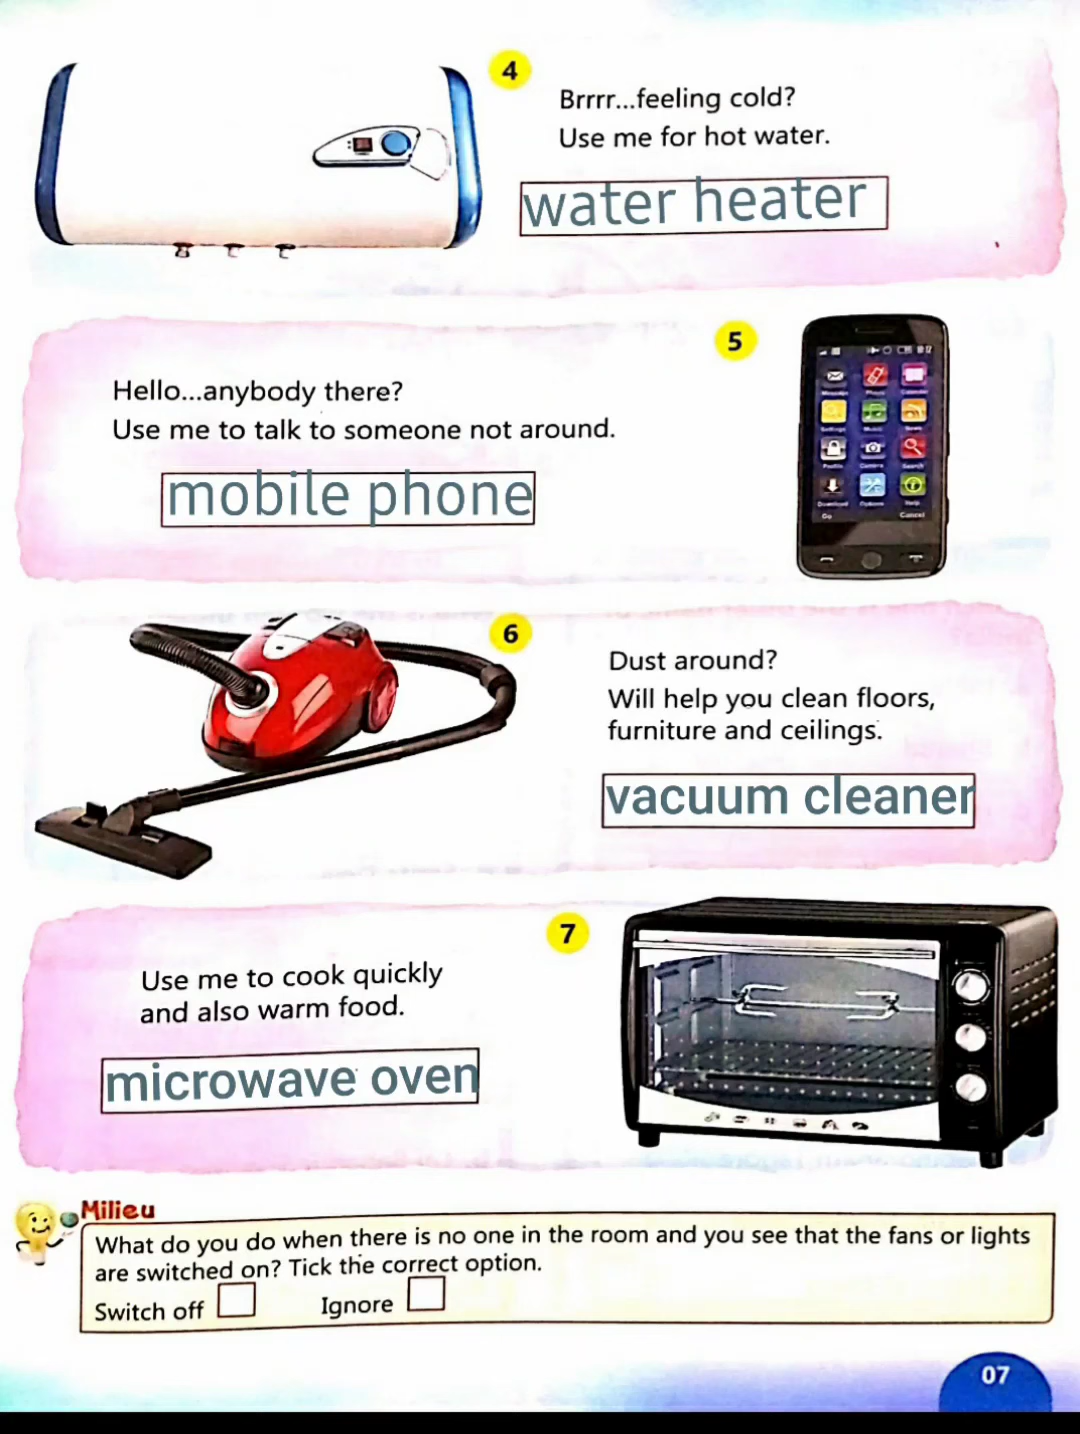 4
Brrrr...feeling cold?
Use me for hot water.
water heater
5
Hello...anybody there?
Use me to talk to someone not around.
mobile phone
6
Dust around?
Will help you clean floors,
furniture and ceilings.
vacuum cleaner
7
Use me to cook quickly
and also warm food.
microwave oven
Milieu
What do you do when there is no one in the room and you see that the fans or lights
are switched on? Tick the correct option.
Switch off Ignore
07